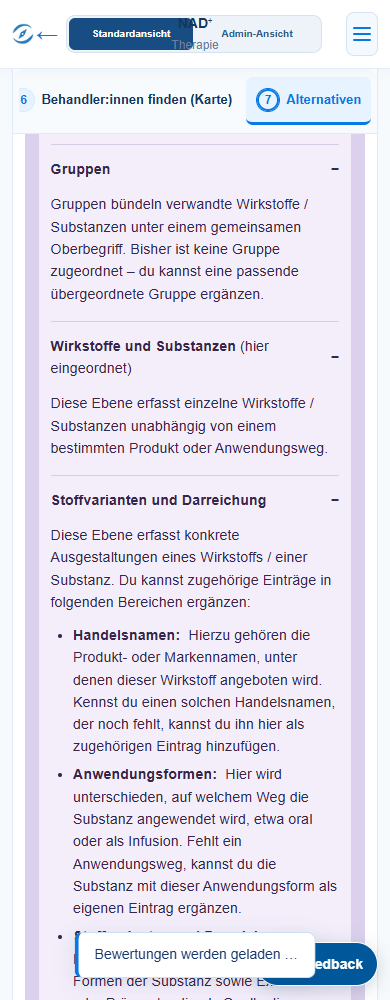 NAD⁺
Standardansicht
Admin-Ansicht
Therapie
6 Behandler:innen finden (Karte)
7 Alternativen
Gruppen –
Gruppen bündeln verwandte Wirkstoffe /
Substanzen unter einem gemeinsamen
Oberbegriff. Bisher ist keine Gruppe
zugeordnet – du kannst eine passende
übergeordnete Gruppe ergänzen.
Wirkstoffe und Substanzen (hier
eingeordnet) –
Diese Ebene erfasst einzelne Wirkstoffe /
Substanzen unabhängig von einem
bestimmten Produkt oder Anwendungsweg.
Stoffvarianten und Darreichung –
Diese Ebene erfasst konkrete
Ausgestaltungen eines Wirkstoffs / einer
Substanz. Du kannst zugehörige Einträge in
folgenden Bereichen ergänzen:
• Handelsnamen: Hierzu gehören die
Produkt- oder Markennamen, unter
denen dieser Wirkstoff angeboten wird.
Kennst du einen solchen Handelsnamen,
der noch fehlt, kannst du ihn hier als
zugehörigen Eintrag hinzufügen.
• Anwendungsformen: Hier wird
unterschieden, auf welchem Weg die
Substanz angewendet wird, etwa oral
oder als Infusion. Fehlt ein
Anwendungsweg, kannst du die
Substanz mit dieser Anwendungsform als
eigenen Eintrag ergänzen.
Bewertungen werden geladen …
edback
Formen der Substanz sowie